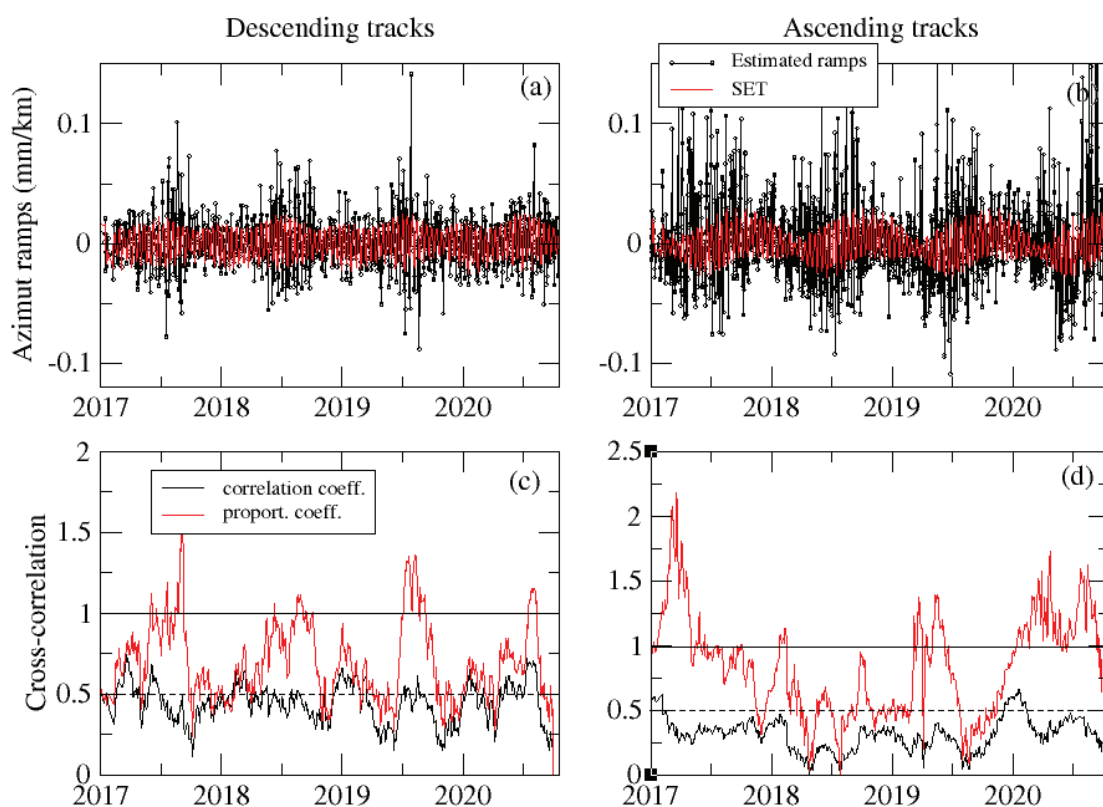 Descending tracks
Ascending tracks
Azimut ramps (mm/km)
0.1
0
-0.1
(a)
2017
2018
2019
2020
Estimated ramps
SET
0.1
0
-0.1
(b)
2017
2018
2019
2020
Cross-correlation
2
1.5
1
0.5
0
correlation coeff.
proport. coeff.
(c)
2017
2018
2019
2020
2.5
2
1.5
1
0.5
0
(d)
2017
2018
2019
2020